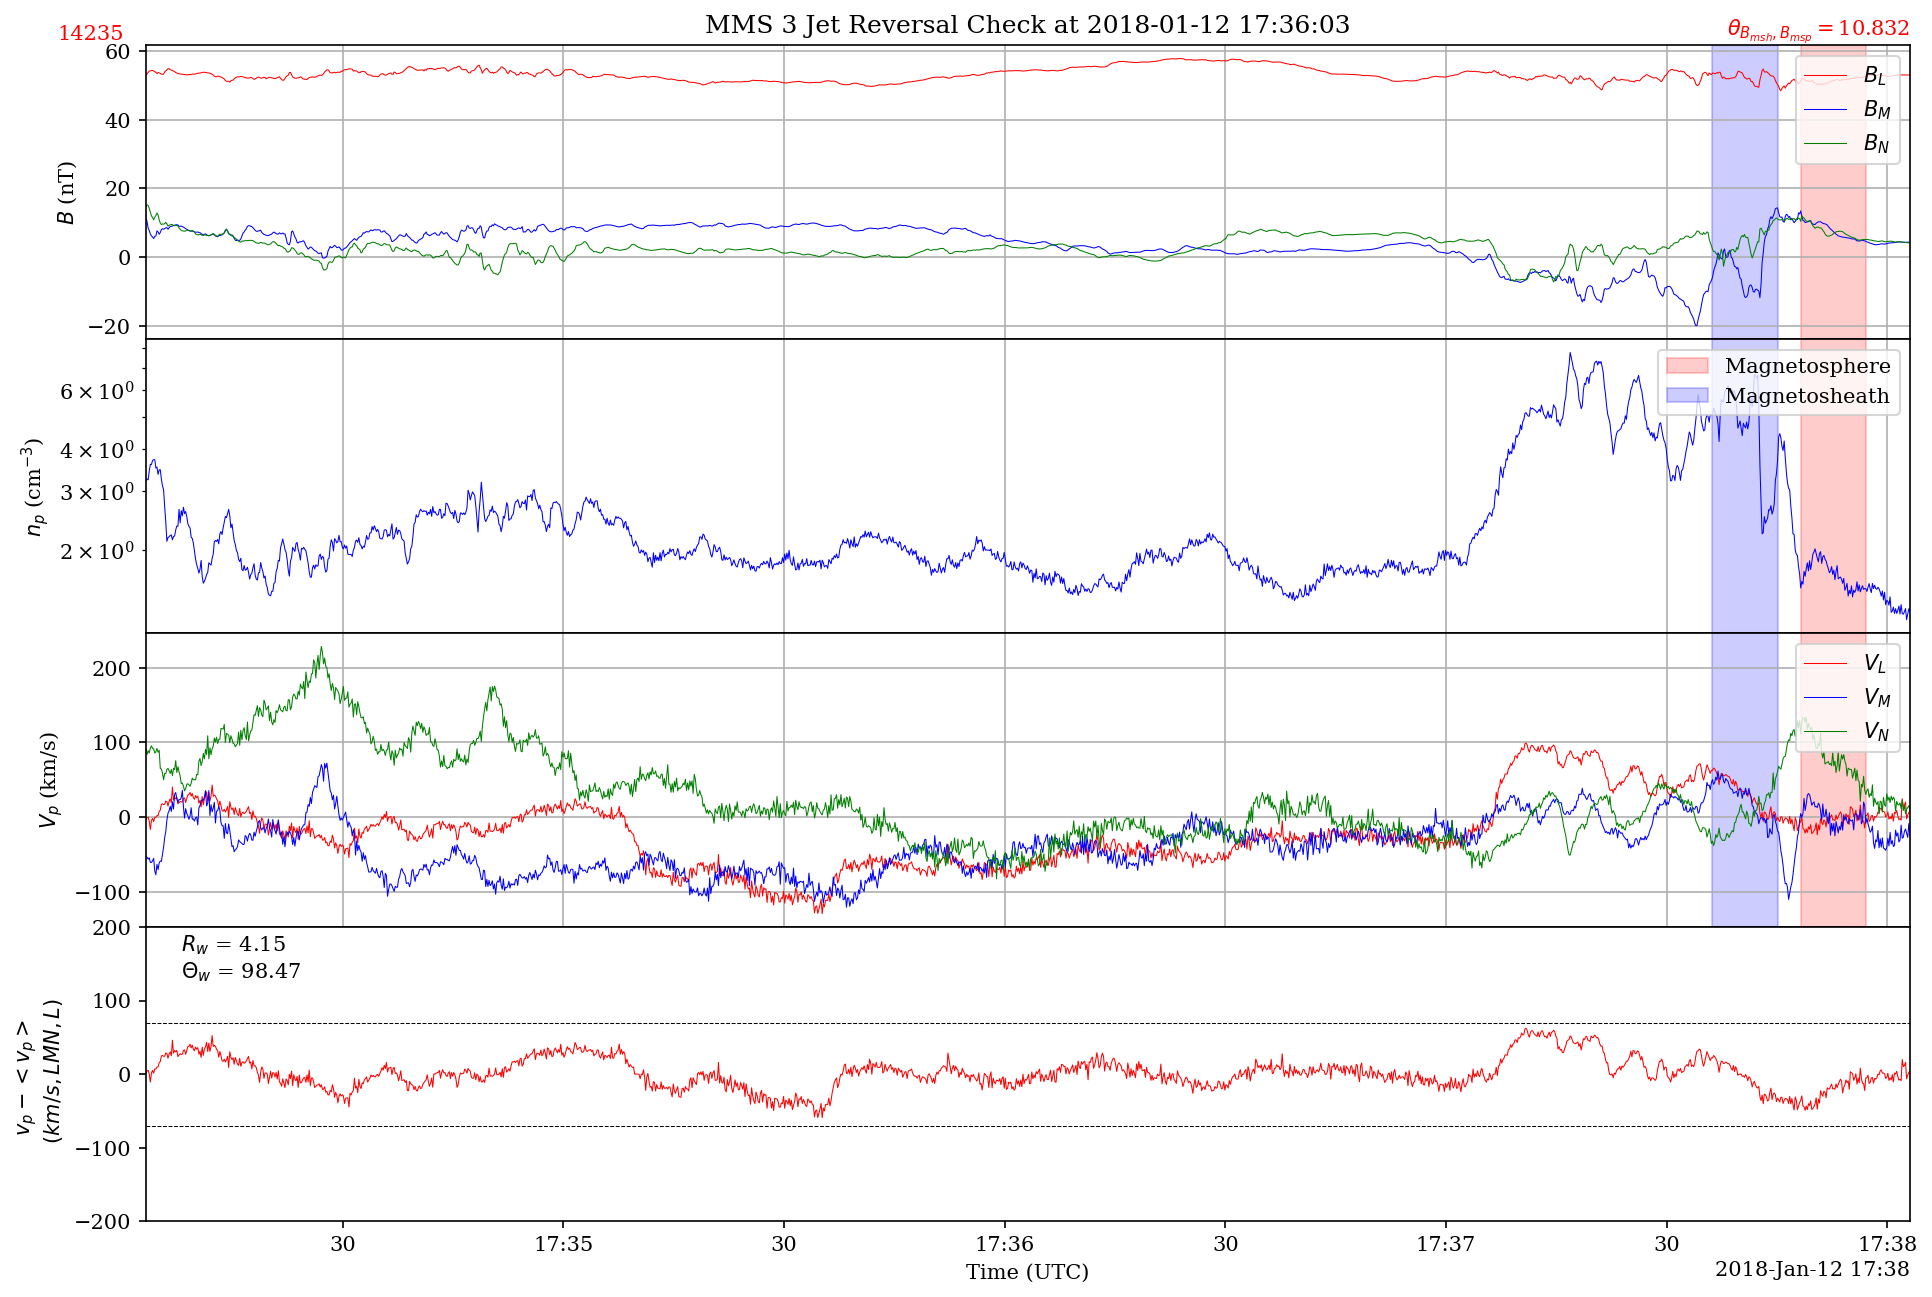 MMS 3 Jet Reversal Check at 2018-01-12 17:36:03
14235
θ_{B_{msh}, B_{msp}} = 10.832
60
40
20
0
−20
B (nT)
B_L
B_M
B_N
6 × 10^0
4 × 10^0
3 × 10^0
2 × 10^0
n_p (cm^{−3})
Magnetosphere
Magnetosheath
200
100
0
−100
V_p (km/s)
V_L
V_M
V_N
200
100
0
−100
−200
v_p − < v_p >
(km/s, LMN, L)
R_w = 4.15
Θ_w = 98.47
30
17:35
30
17:36
30
17:37
30
17:38
Time (UTC)
2018-Jan-12 17:38